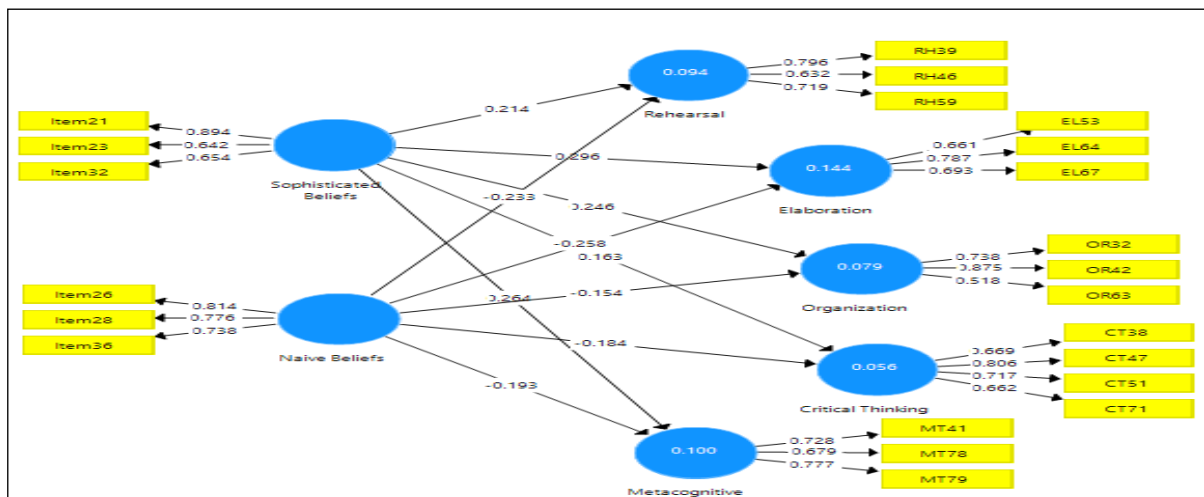 Item21
Item23
Item32
0.894
0.642
0.654
Sophisticated
Beliefs
Item26
Item28
Item36
0.814
0.776
0.738
Naive Beliefs
0.214
0.296
0.246
0.163
0.264
-0.233
-0.258
-0.154
-0.184
-0.193
0.094
Rehearsal
0.796
0.632
0.719
RH39
RH46
RH59
0.144
Elaboration
0.661
0.787
0.693
EL53
EL64
EL67
0.079
Organization
0.738
0.875
0.518
OR32
OR42
OR63
0.056
Critical Thinking
0.669
0.806
0.717
0.662
CT38
CT47
CT51
CT71
0.100
Metacognitive
0.728
0.679
0.777
MT41
MT78
MT79